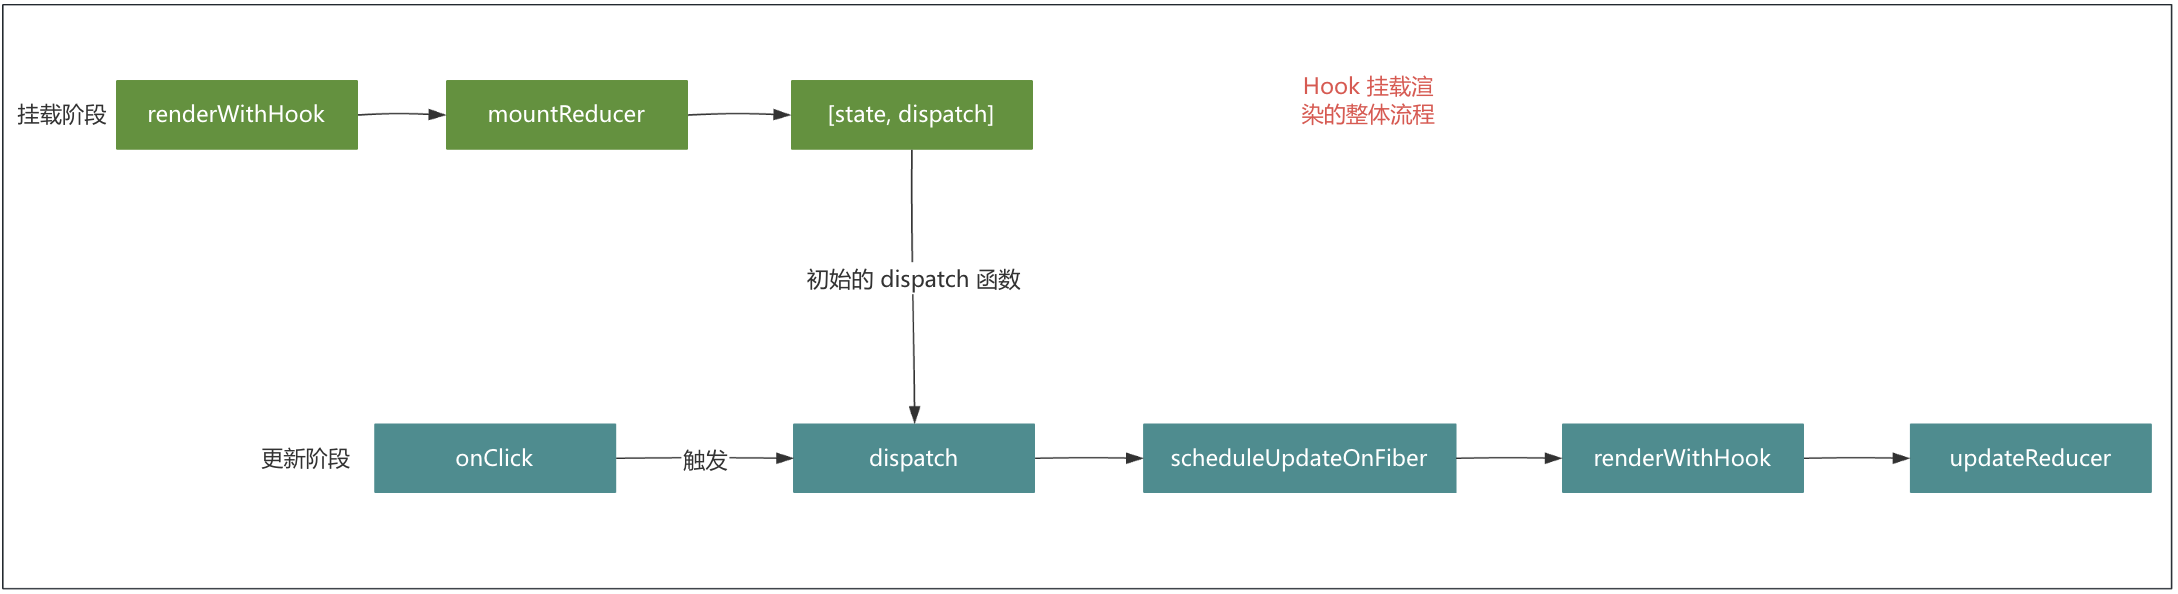 Hook 挂载渲
染的整体流程
挂载阶段
renderWithHook
mountReducer
[state, dispatch]
初始的 dispatch 函数
更新阶段
onClick
触发
dispatch
scheduleUpdateOnFiber
renderWithHook
updateReducer